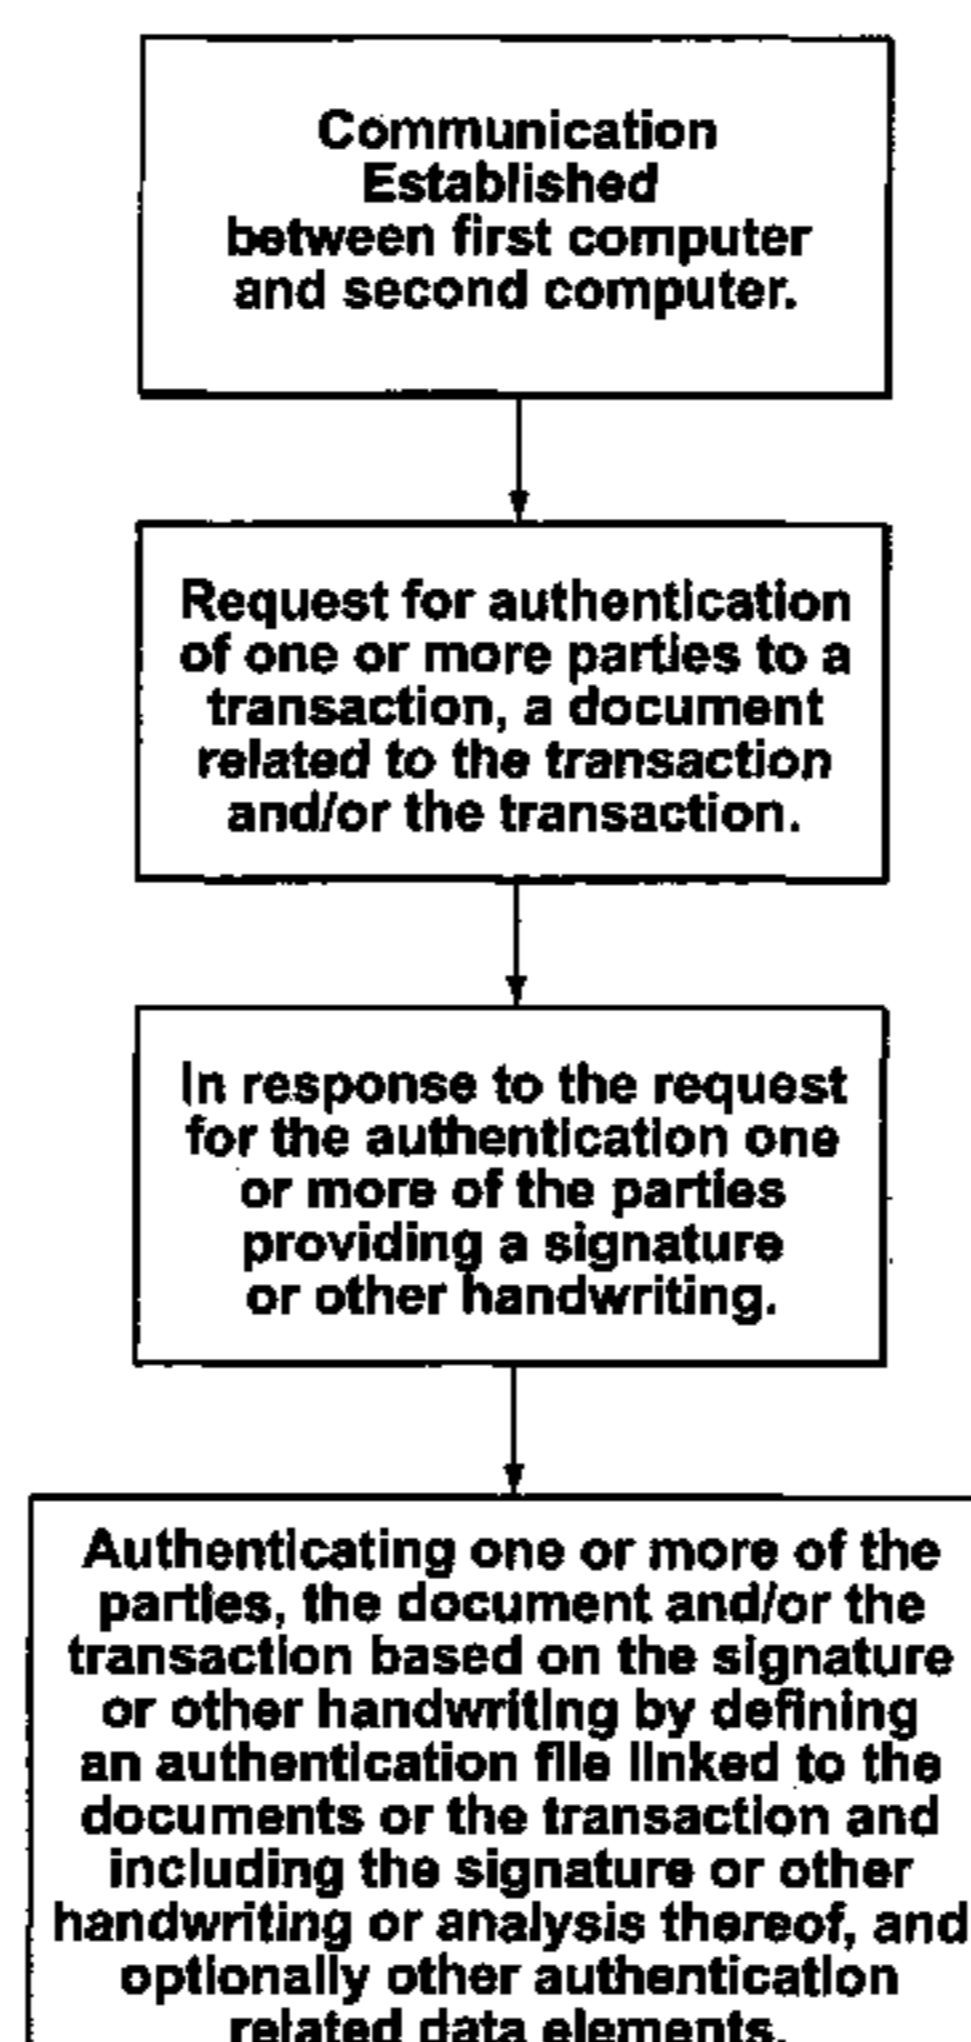 Communication
Established
between first computer
and second computer.
Request for authentication
of one or more parties to a
transaction, a document
related to the transaction
and/or the transaction.
In response to the request
for the authentication one
or more of the parties
providing a signature
or other handwriting.
Authenticating one or more of the
parties, the document and/or the
transaction based on the signature
or other handwriting by defining
an authentication file linked to the
documents or the transaction and
including the signature or other
handwriting or analysis thereof, and
optionally other authentication
related data elements.